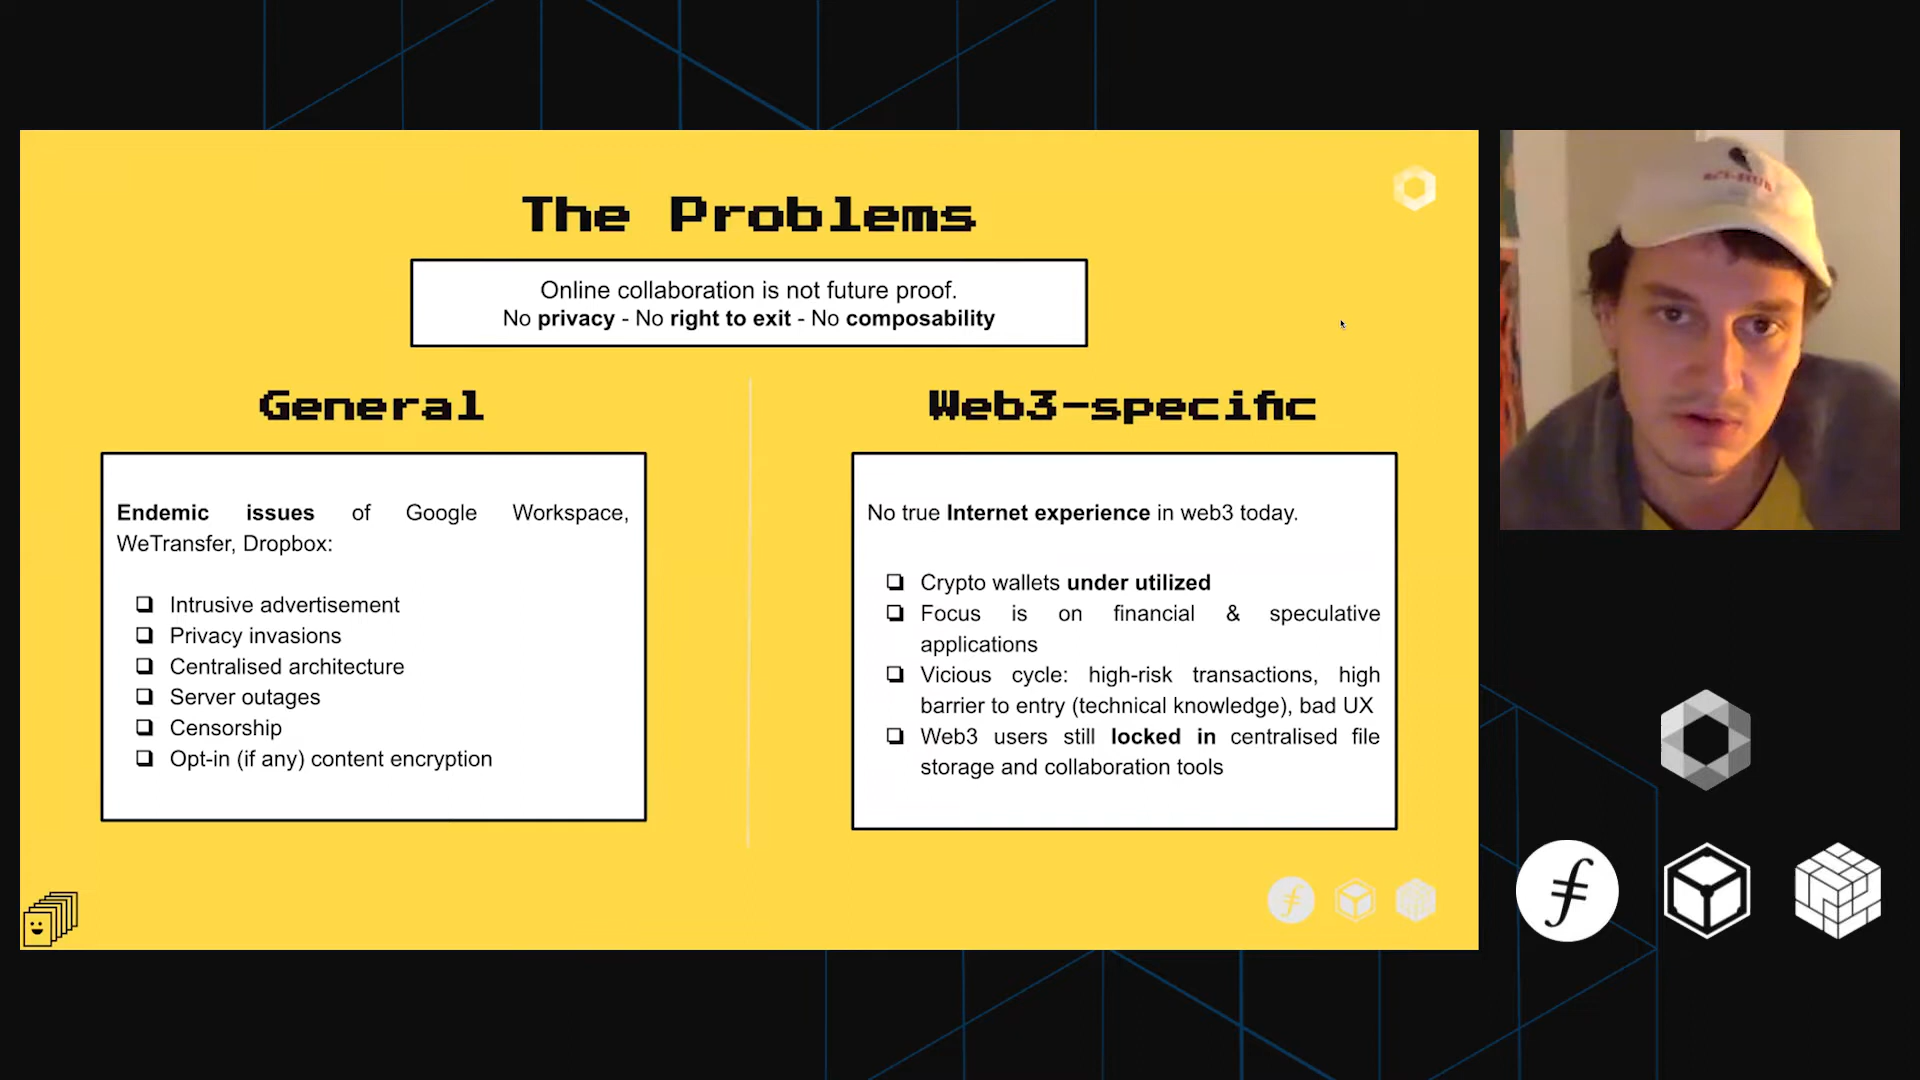 The Problems
Online collaboration is not future proof.
No privacy - No right to exit - No composability
General
Endemic issues of Google Workspace,
WeTransfer, Dropbox:
❏ Intrusive advertisement
❏ Privacy invasions
❏ Centralised architecture
❏ Server outages
❏ Censorship
❏ Opt-in (if any) content encryption
Web3-specific
No true Internet experience in web3 today.
❏ Crypto wallets under utilized
❏ Focus is on financial & speculative
applications
❏ Vicious cycle: high-risk transactions, high
barrier to entry (technical knowledge), bad UX
❏ Web3 users still locked in centralised file
storage and collaboration tools